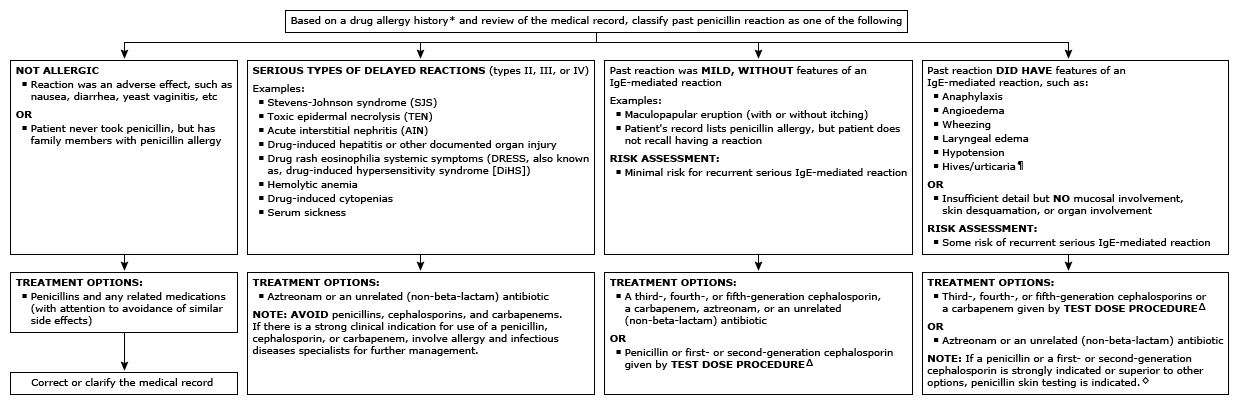 Based on a drug allergy history* and review of the medical record, classify past penicillin reaction as one of the following
NOT ALLERGIC
▪ Reaction was an adverse effect, such as
nausea, diarrhea, yeast vaginitis, etc
OR
▪ Patient never took penicillin, but has
family members with penicillin allergy
TREATMENT OPTIONS:
▪ Penicillins and any related medications
(with attention to avoidance of similar
side effects)
Correct or clarify the medical record
SERIOUS TYPES OF DELAYED REACTIONS (types II, III, or IV)
Examples:
▪ Stevens-Johnson syndrome (SJS)
▪ Toxic epidermal necrolysis (TEN)
▪ Acute interstitial nephritis (AIN)
▪ Drug-induced hepatitis or other documented organ injury
▪ Drug rash eosinophilia systemic symptoms (DRESS, also known
as, drug-induced hypersensitivity syndrome [DiHS])
▪ Hemolytic anemia
▪ Drug-induced cytopenias
▪ Serum sickness
TREATMENT OPTIONS:
▪ Aztreonam or an unrelated (non-beta-lactam) antibiotic
NOTE: AVOID penicillins, cephalosporins, and carbapenems.
If there is a strong clinical indication for use of a penicillin,
cephalosporin, or carbapenem, involve allergy and infectious
diseases specialists for further management.
Past reaction was MILD, WITHOUT features of an
IgE-mediated reaction
Examples:
▪ Maculopapular eruption (with or without itching)
▪ Patient's record lists penicillin allergy, but patient does
not recall having a reaction
RISK ASSESSMENT:
▪ Minimal risk for recurrent serious IgE-mediated reaction
TREATMENT OPTIONS:
▪ A third-, fourth-, or fifth-generation cephalosporin,
a carbapenem, aztreonam, or an unrelated
(non-beta-lactam) antibiotic
OR
▪ Penicillin or first- or second-generation cephalosporin
given by TEST DOSE PROCEDUREΔ
Past reaction DID HAVE features of an
IgE-mediated reaction, such as:
▪ Anaphylaxis
▪ Angioedema
▪ Wheezing
▪ Laryngeal edema
▪ Hypotension
▪ Hives/urticaria¶
OR
▪ Insufficient detail but NO mucosal involvement,
skin desquamation, or organ involvement
RISK ASSESSMENT:
▪ Some risk of recurrent serious IgE-mediated reaction
TREATMENT OPTIONS:
▪ Third-, fourth-, or fifth-generation cephalosporins or
a carbapenem given by TEST DOSE PROCEDUREΔ
OR
▪ Aztreonam or an unrelated (non-beta-lactam) antibiotic
NOTE: If a penicillin or a first- or second-generation
cephalosporin is strongly indicated or superior to other
options, penicillin skin testing is indicated.◊